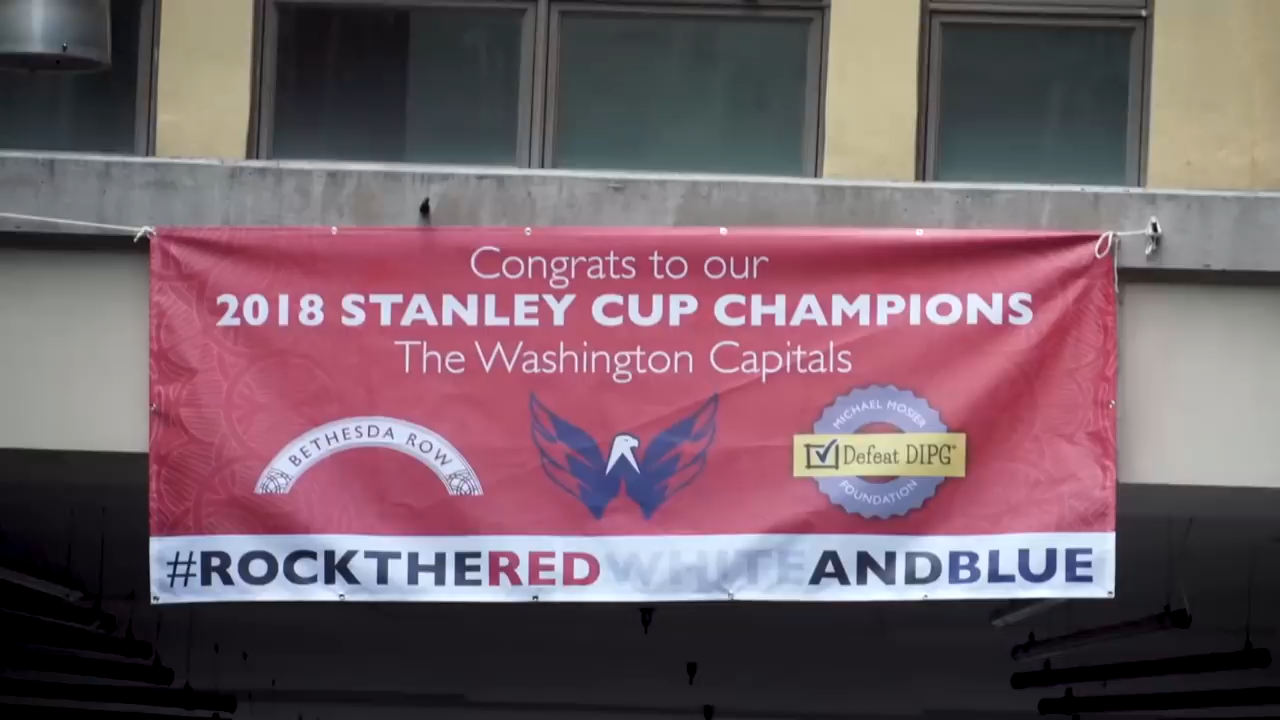 Congrats to our
2018 STANLEY CUP CHAMPIONS
The Washington Capitals
BETHESDA ROW
MICHAEL MOSIER
Defeat DIPG
FOUNDATION
#ROCKTHEREDWHITEANDBLUE